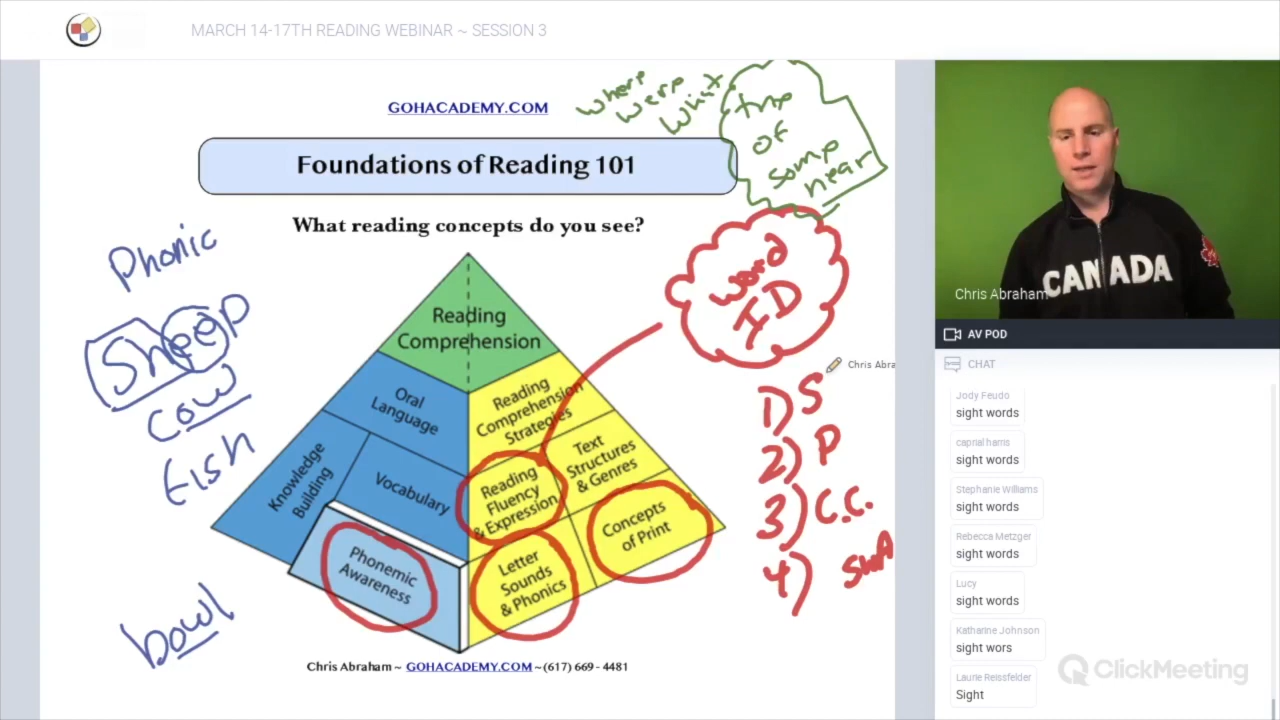 MARCH 14-17TH READING WEBINAR ~ SESSION 3
GOHACADEMY.COM
where
were
what
the
of
some
near
Foundations of Reading 101
What reading concepts do you see?
Phonic
Sheep
cow
fish
bowl
word
ID
Reading
Comprehension
Oral
Language
Reading
Comprehension
Strategies
Knowledge
Building
Vocabulary
Reading
Fluency
& Expression
Text
Structures
& Genres
Phonemic
Awareness
Letter
Sounds
& Phonics
Concepts
of Print
Chris Abra
1) S
2) P
3) C.C.
4)
Chris Abraham ~ GOHACADEMY.COM ~(617) 669 - 4481
CANADA
Chris Abraham
AV POD
CHAT
Jody Feudo
sight words
caprial harris
sight words
Stephanie Williams
sight words
Rebecca Metzger
sight words
Lucy
sight words
Katharine Johnson
sight wors
Laurie Reissfelder
Sight
ClickMeeting